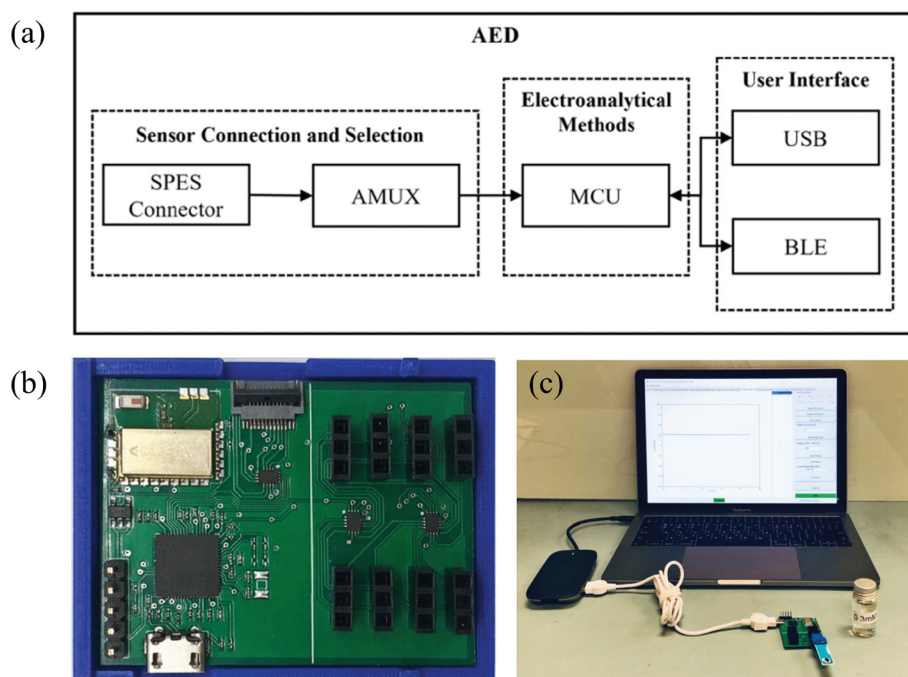 (a)
AED
Sensor Connection and Selection
SPES
Connector
AMUX
Electroanalytical
Methods
MCU
User Interface
USB
BLE
(b)
(c)